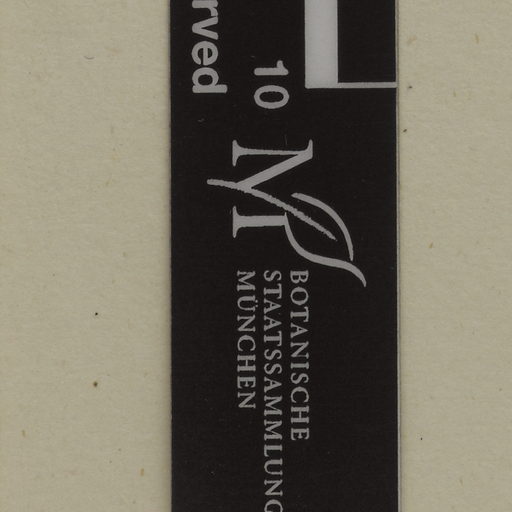 10
rved
BOTANISCHE
STAATSSAMMLUNG
MÜNCHEN